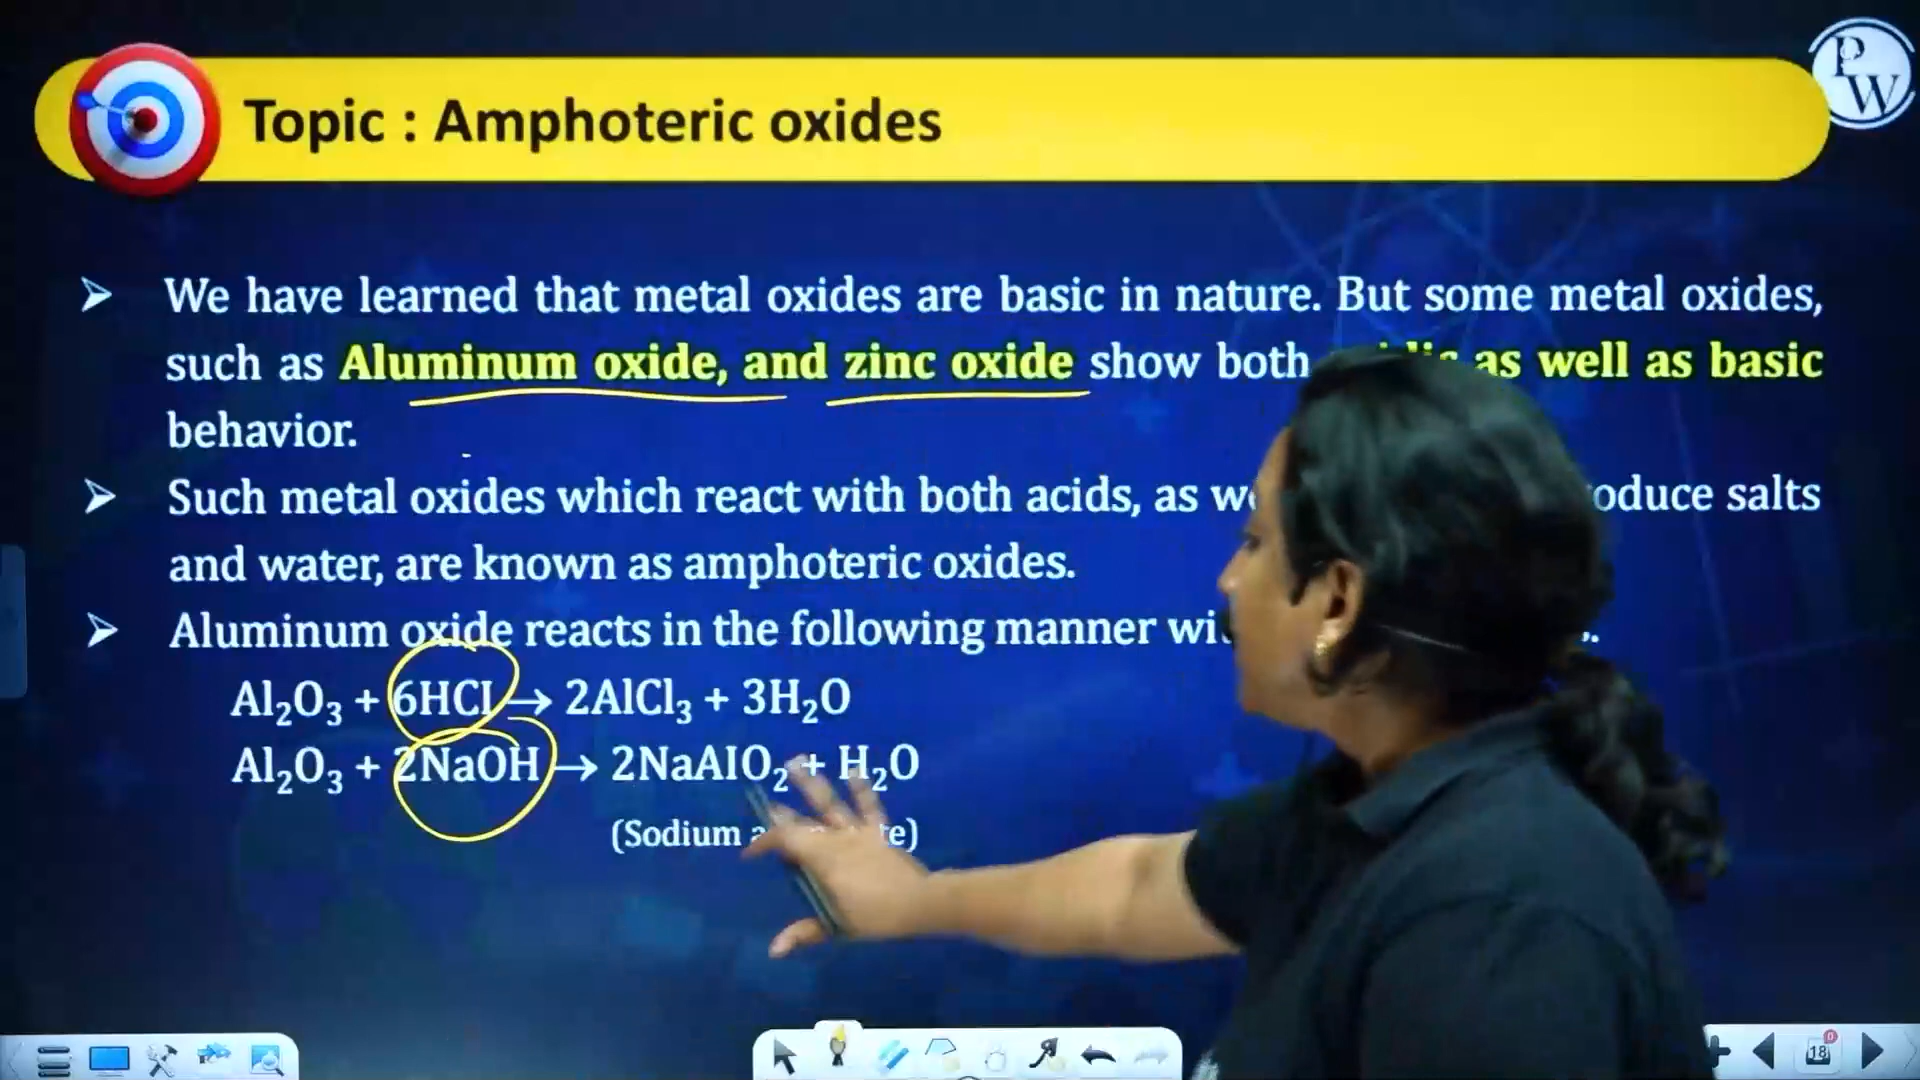 PW
Topic : Amphoteric oxides
➤ We have learned that metal oxides are basic in nature. But some metal oxides,
such as Aluminum oxide, and zinc oxide show both as well as basic
behavior.
➤ Such metal oxides which react with both acids, as salts
and water, are known as amphoteric oxides.
➤ Aluminum oxide reacts in the following manner
Al₂O₃ + 6HCl → 2AlCl₃ + 3H₂O
Al₂O₃ + 2NaOH → 2NaAlO₂ + H₂O
(Sodium
18
0